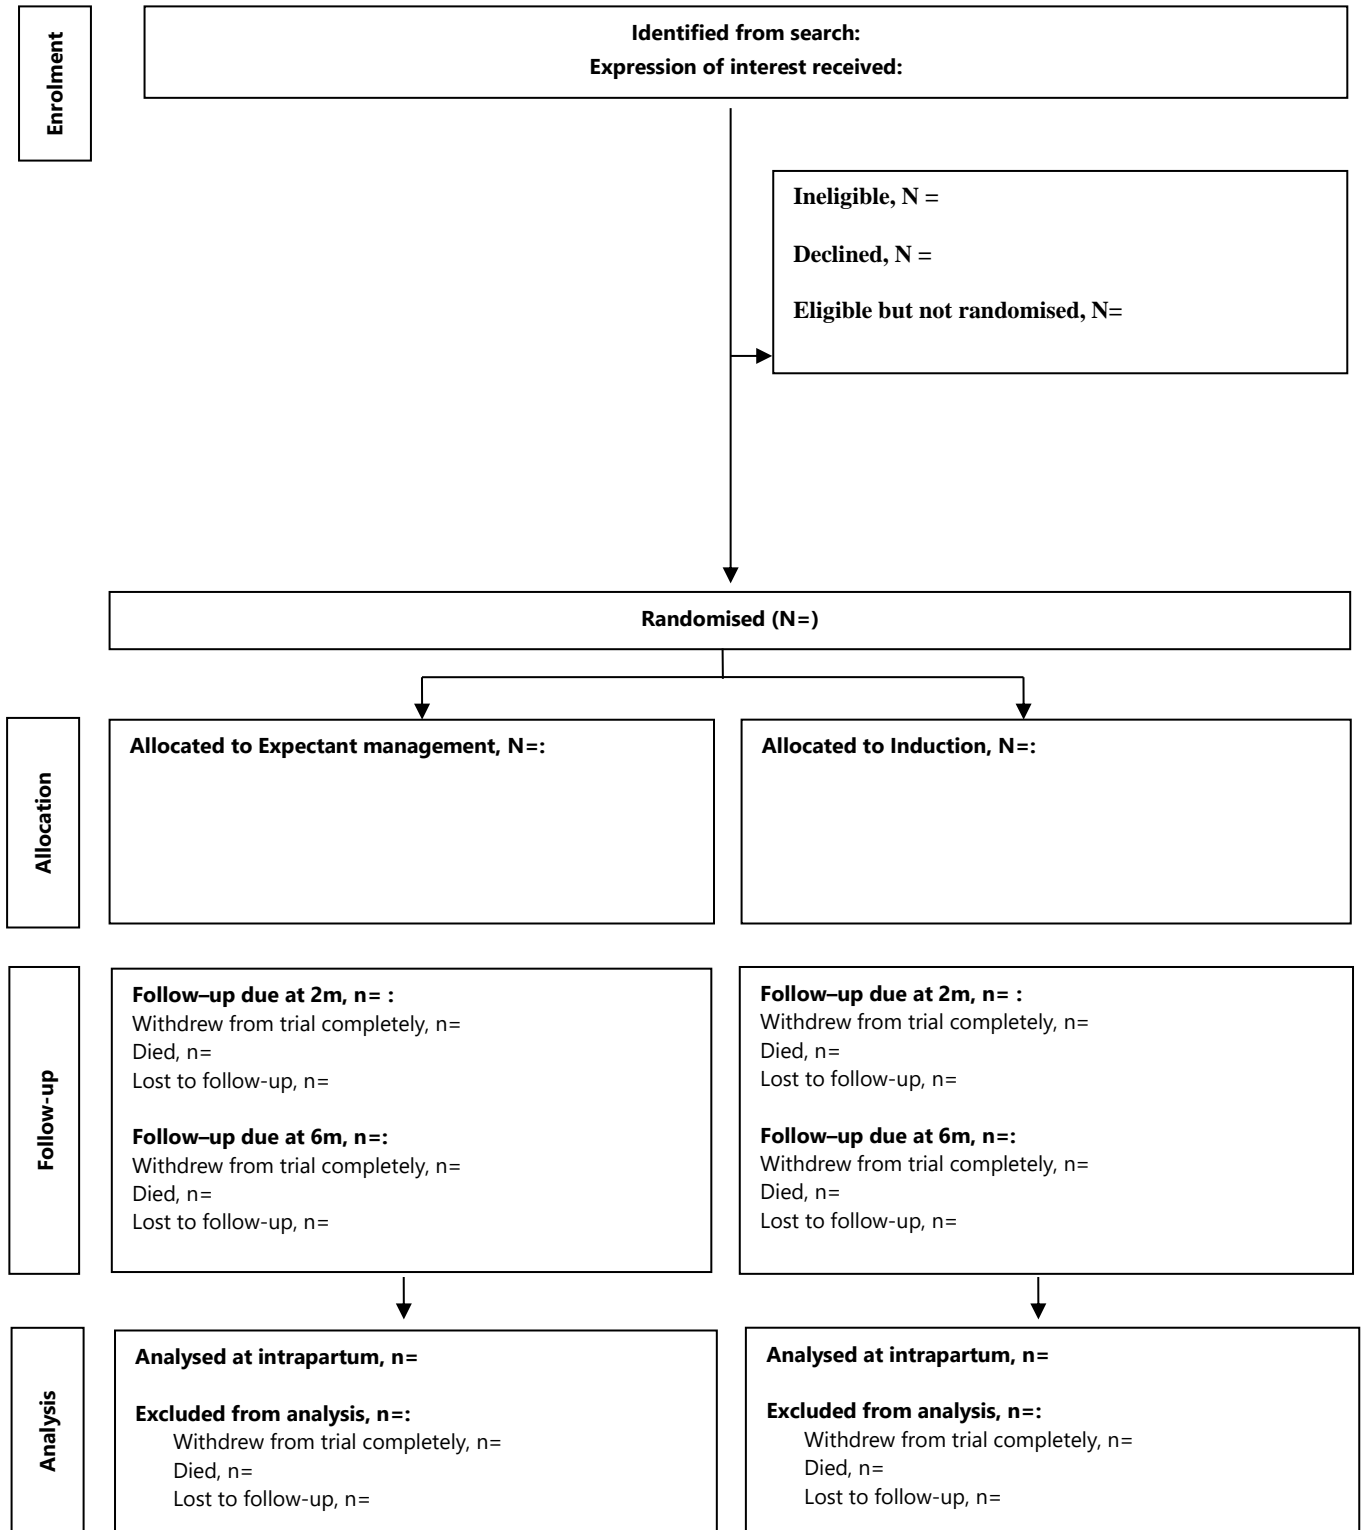 Enrolment
Identified from search:
Expression of interest received:
Ineligible, N =
Declined, N =
Eligible but not randomised, N=
Randomised (N=)
Allocation
Allocated to Expectant management, N=:
Allocated to Induction, N=:
Follow-up
Follow–up due at 2m, n= :
Withdrew from trial completely, n=
Died, n=
Lost to follow-up, n=
Follow–up due at 6m, n=:
Withdrew from trial completely, n=
Died, n=
Lost to follow-up, n=
Follow–up due at 2m, n= :
Withdrew from trial completely, n=
Died, n=
Lost to follow-up, n=
Follow–up due at 6m, n=:
Withdrew from trial completely, n=
Died, n=
Lost to follow-up, n=
Analysis
Analysed at intrapartum, n=
Excluded from analysis, n=:
Withdrew from trial completely, n=
Died, n=
Lost to follow-up, n=
Analysed at intrapartum, n=
Excluded from analysis, n=:
Withdrew from trial completely, n=
Died, n=
Lost to follow-up, n=